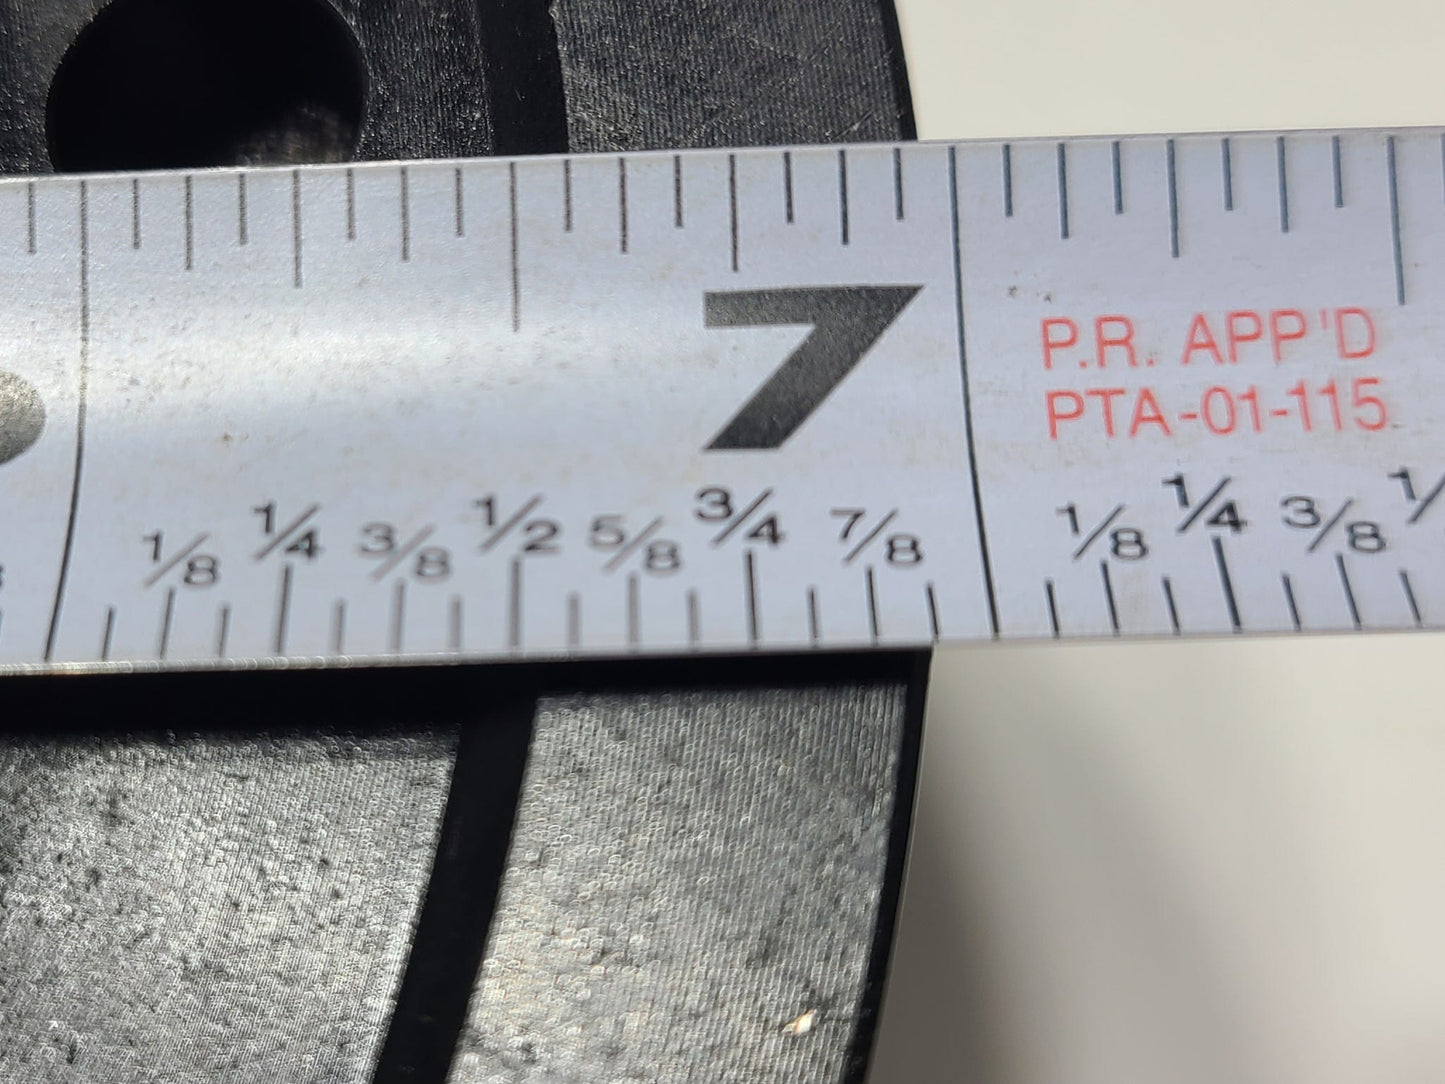 7
P.R. APP'D
PTA-01-115
1/8 1/4 3/8 1/2 5/8 3/4 7/8 1/8 1/4 3/8